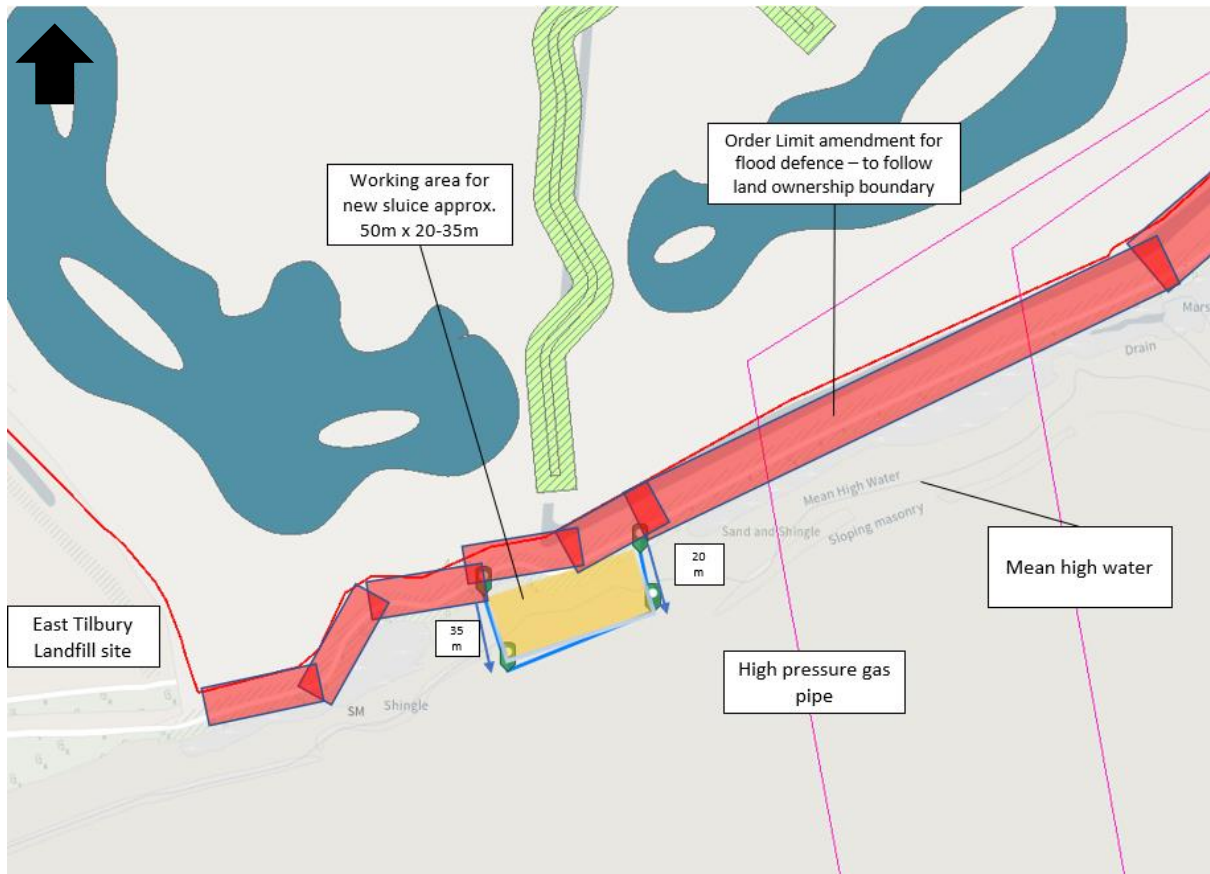 Order Limit amendment for
flood defence – to follow
land ownership boundary
Working area for
new sluice approx.
50m x 20-35m
Mars
Drain
Mean High Water
Sand and Shingle
Sloping masonry
Mean high water
20
m
35
m
East Tilbury
Landfill site
High pressure gas
pipe
SM
Shingle